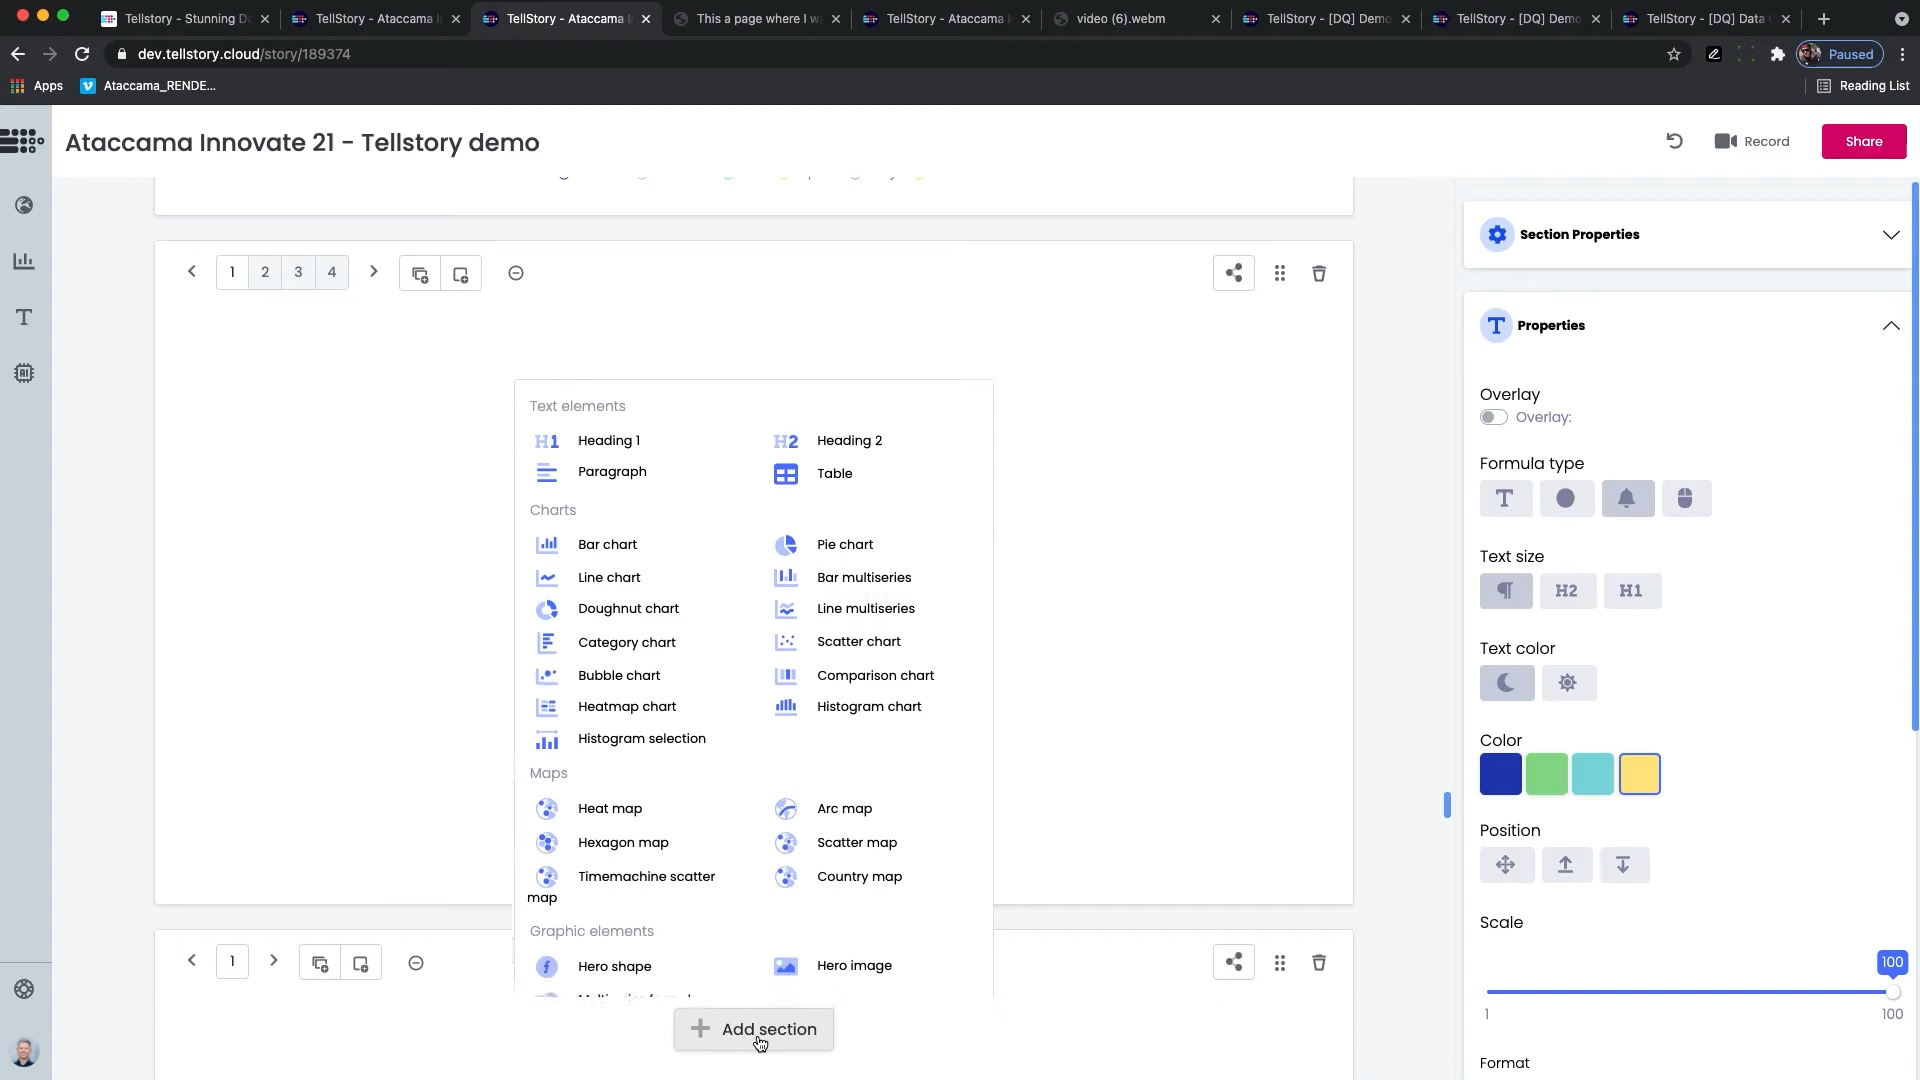 Tellstory - Stunning Da
TellStory - Ataccama I
TellStory - Ataccama I
This a page where I wa
TellStory - Ataccama I
video (6).webm
TellStory - [DQ] Demo
TellStory - [DQ] Demo
TellStory - [DQ] Data
dev.tellstory.cloud/story/189374
Paused
Apps
Ataccama_RENDE...
Reading List
Ataccama Innovate 21 - Tellstory demo
Record
Share
1 2 3 4
Section Properties
Properties
Text elements
H1 Heading 1
H2 Heading 2
Paragraph
Table
Charts
Bar chart
Pie chart
Line chart
Bar multiseries
Doughnut chart
Line multiseries
Category chart
Scatter chart
Bubble chart
Comparison chart
Heatmap chart
Histogram chart
Histogram selection
Maps
Heat map
Arc map
Hexagon map
Scatter map
Timemachine scatter
map
Country map
Graphic elements
Hero shape
Hero image
1
Add section
Overlay
Overlay:
Formula type
T
Text size
¶ H2 H1
Text color
Color
Position
Scale
100
1
100
Format
T
AI